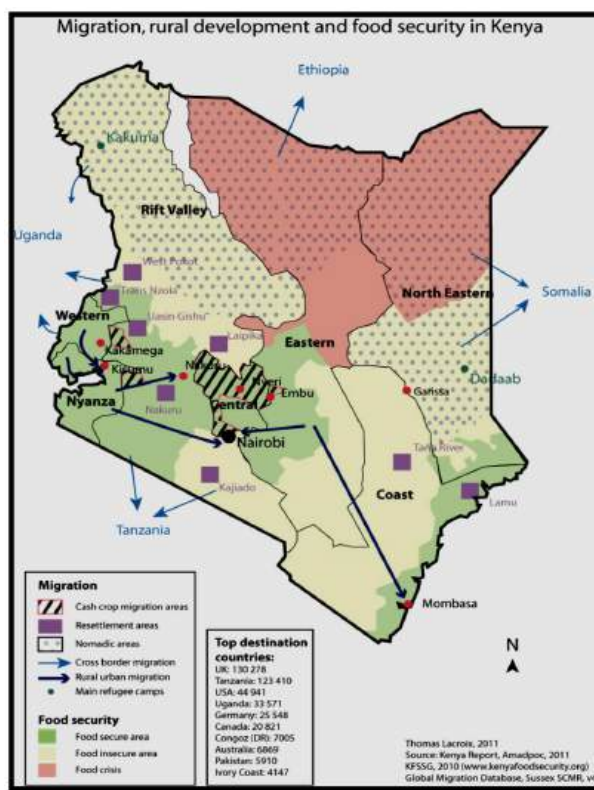 Migration, rural development and food security in Kenya
Ethiopia
Kakuma
Rift Valley
Uganda
West Pokot
Trans Nzoia
North Eastern
Somalia
Western
Uasin Gishu
Laipika
Eastern
Kakamega
Dadaab
Kisumu
Nakuru
Nyeri
Garissa
Nyanza
Nakuru
Central
Embu
Nairobi
Tana River
Kajiado
Coast
Lamu
Tanzania
Mombasa
N
Migration
Cash crop migration areas
Resettlement areas
Nomadic areas
Cross border migration
Rural urban migration
Main refugee camps
Food security
Food secure area
Food insecure area
Food crisis
Top destination
countries:
UK: 130 278
Tanzania: 123 410
USA: 44 941
Uganda: 33 571
Germany: 25 548
Canada: 20 821
Congoz (DR): 7005
Australia: 6869
Pakistan: 5910
Ivory Coast: 4147
Thomas Lacroix, 2011
Source: Kenya Report, Amadpoc, 2011
KFSSG, 2010 (www.kenyafoodsecurity.org)
Global Migration Database, Sussex SCMR,